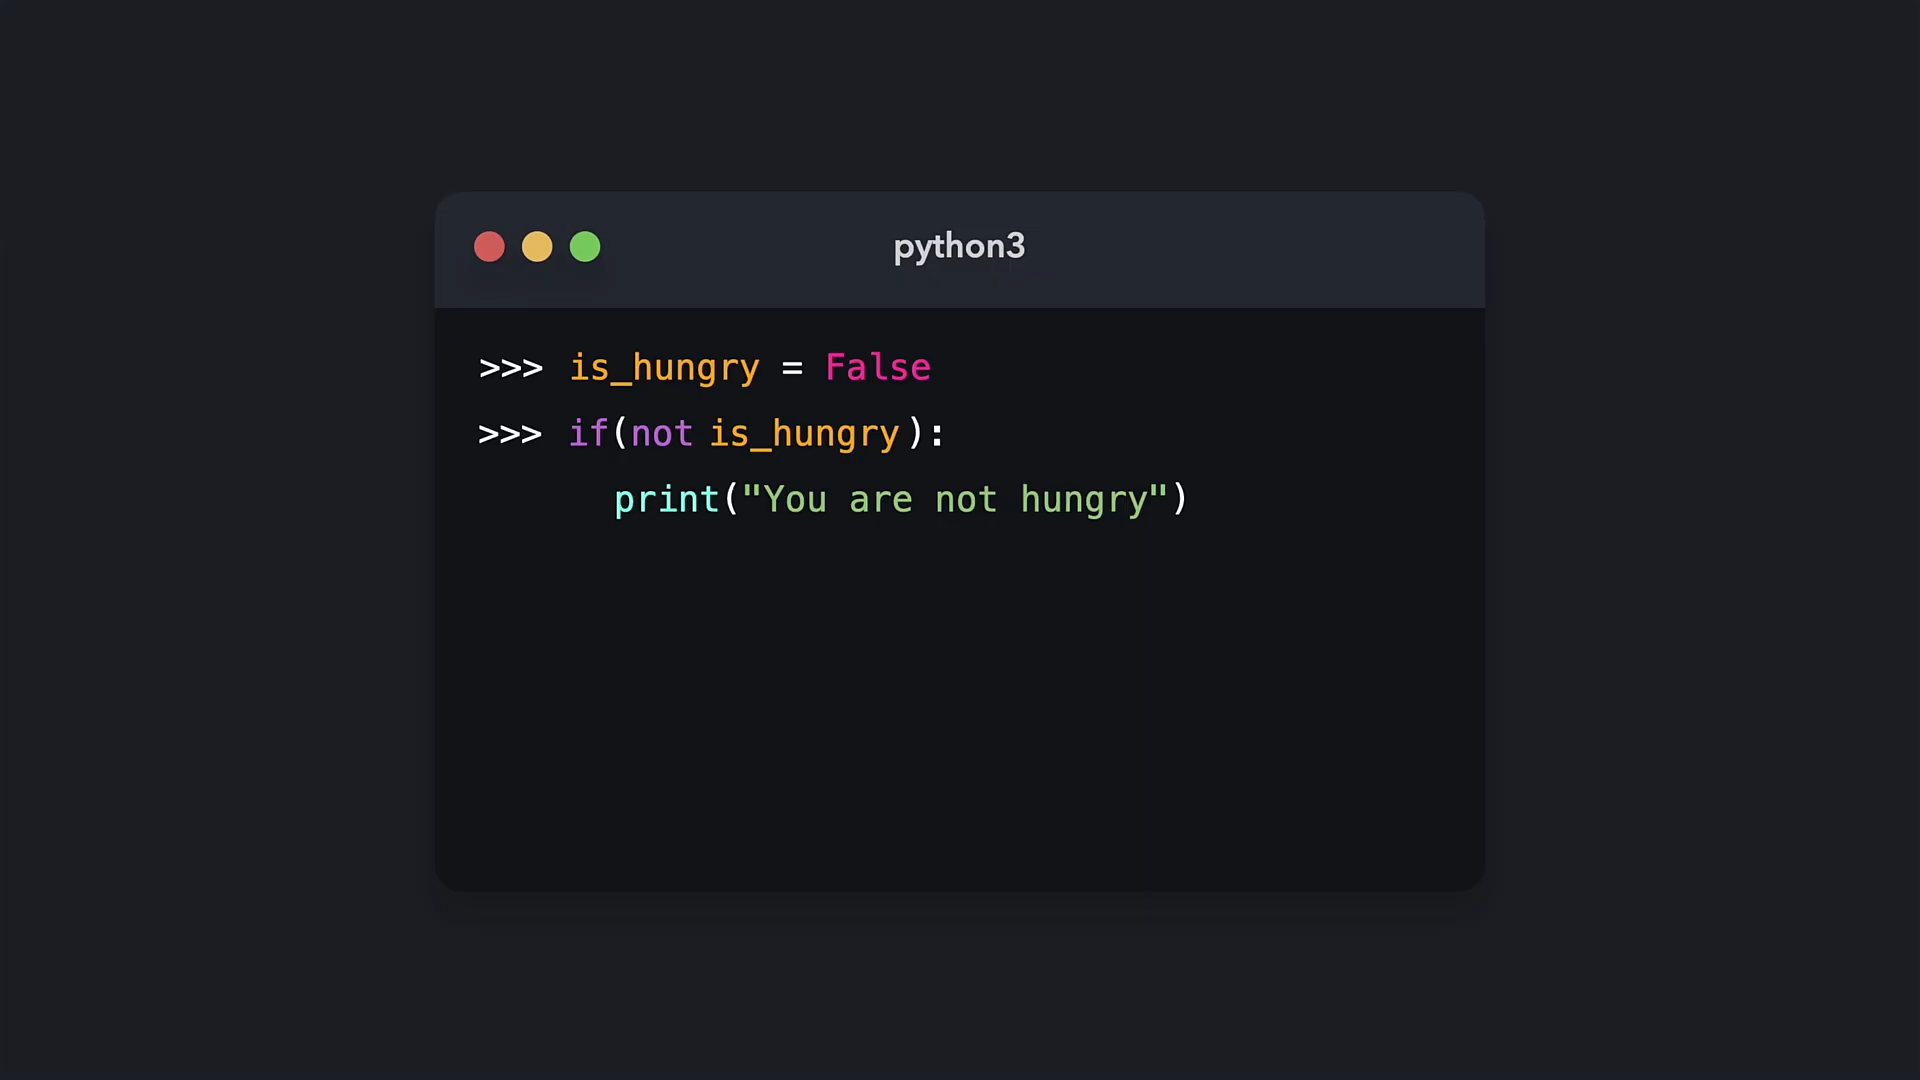 python3
>>> is_hungry = False
>>> if(not is_hungry):
print("You are not hungry")